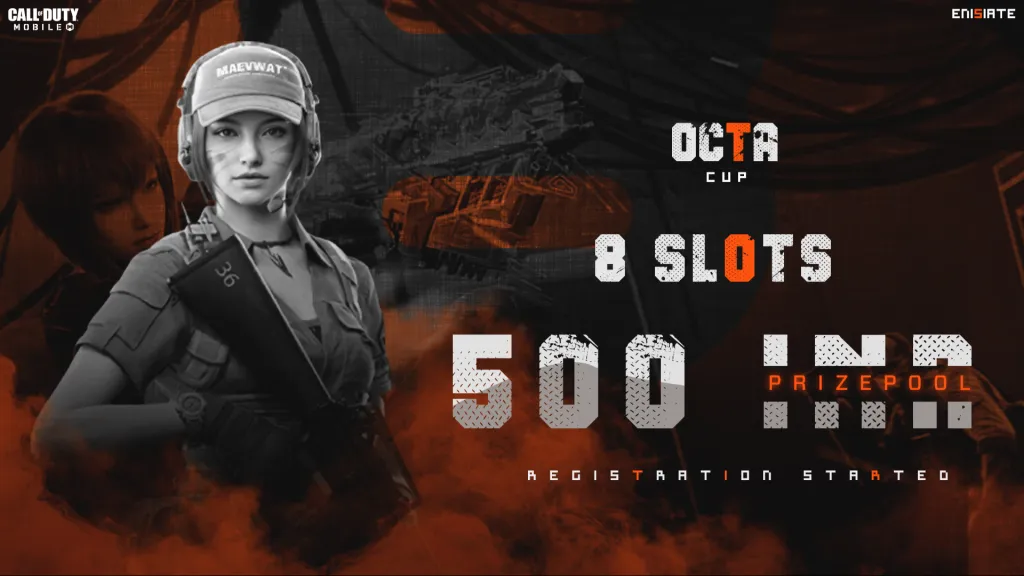 CALL OF DUTY
MOBILE
ENISIATE
MAEVWAT
36
OCTA
CUP
8 SLOTS
500 INR
PRIZEPOOL
REGISTRATION STARTED